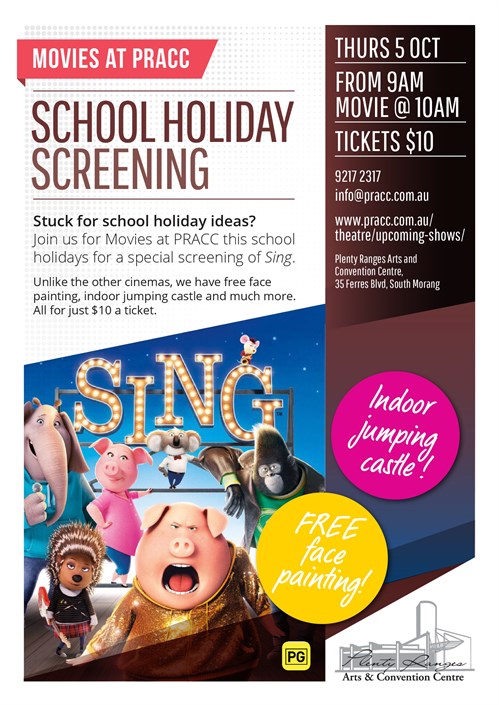 MOVIES AT PRACC
SCHOOL HOLIDAY
SCREENING
Stuck for school holiday ideas?
Join us for Movies at PRACC this school
holidays for a special screening of Sing.
Unlike the other cinemas, we have free face
painting, indoor jumping castle and much more.
All for just $10 a ticket.
THURS 5 OCT
FROM 9AM
MOVIE @ 10AM
TICKETS $10
9217 2317
info@pracc.com.au
www.pracc.com.au/
theatre/upcoming-shows/
Plenty Ranges Arts and
Convention Centre,
35 Ferres Blvd, South Morang
SING
Indoor
jumping
castle!
FREE
face
painting!
PG
Plenty Ranges
Arts & Convention Centre